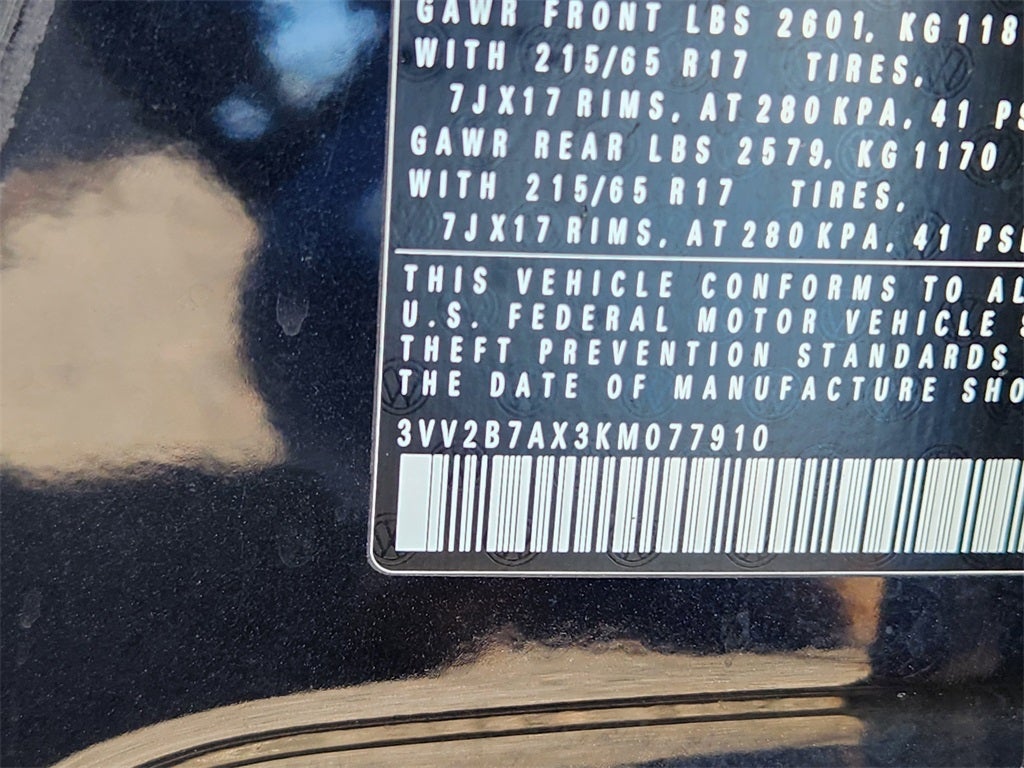 GAWR FRONT LBS 2601, KG 118
WITH 215/65 R17 TIRES,
7JX17 RIMS, AT 280 KPA, 41 PS
GAWR REAR LBS 2579, KG 1170
WITH 215/65 R17 TIRES,
7JX17 RIMS, AT 280 KPA, 41 PSI
THIS VEHICLE CONFORMS TO AL
U.S. FEDERAL MOTOR VEHICLE S
THEFT PREVENTION STANDARDS
THE DATE OF MANUFACTURE SHO
3VV2B7AX3KM077910